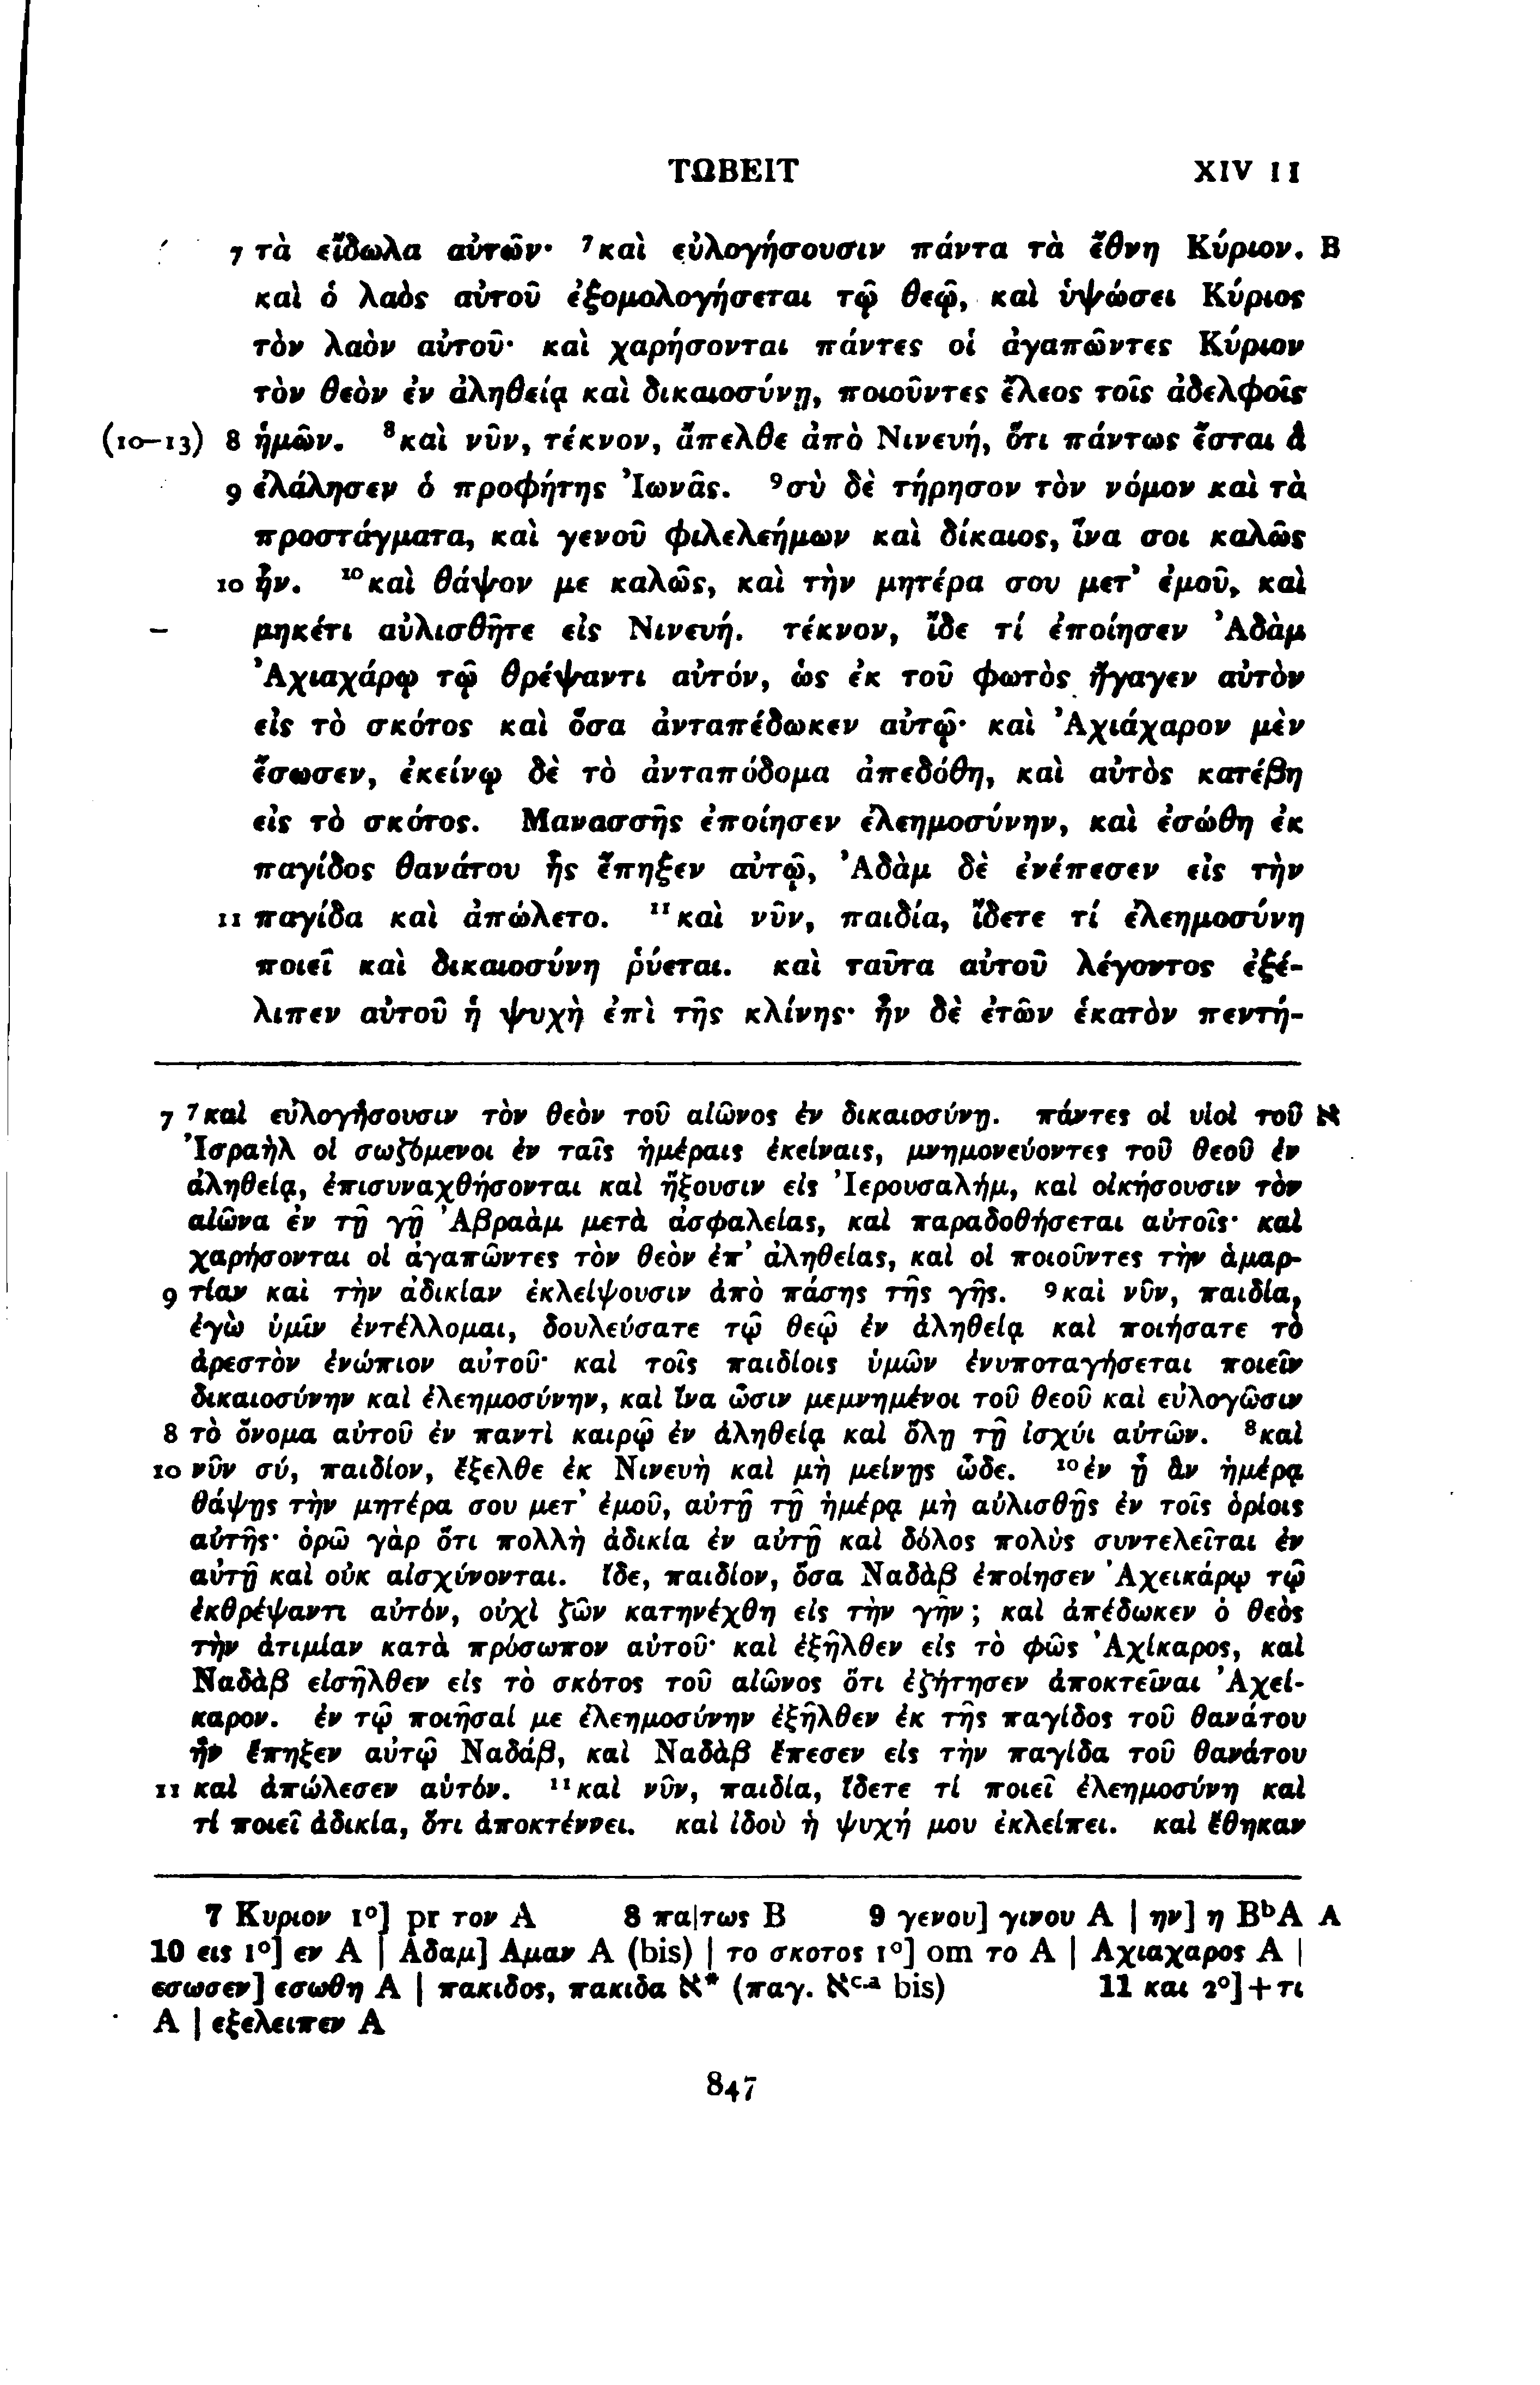 ΤΩΒΕΙΤ XIV 11
7 τὰ εἴδωλα αὐτῶν· ⁷καὶ εὐλογήσουσιν πάντα τὰ ἔθνη Κύριον. B
καὶ ὁ λαὸς αὐτοῦ ἐξομολογήσεται τῷ θεῷ, καὶ ὑψώσει Κύριος
τὸν λαὸν αὐτοῦ· καὶ χαρήσονται πάντες οἱ ἀγαπῶντες Κύριον
τὸν θεὸν ἐν ἀληθείᾳ καὶ δικαιοσύνῃ, ποιοῦντες ἔλεος τοῖς ἀδελφοῖς
(10–13) 8 ἡμῶν. ⁸καὶ νῦν, τέκνον, ἄπελθε ἀπὸ Νινευή, ὅτι πάντως ἔσται ἃ
9 ἐλάλησεν ὁ προφήτης Ἰωνᾶς. ⁹σὺ δὲ τήρησον τὸν νόμον καὶ τὰ
προστάγματα, καὶ γενοῦ φιλελεήμων καὶ δίκαιος, ἵνα σοι καλῶς
10 ᾖν. ¹⁰καὶ θάψον με καλῶς, καὶ τὴν μητέρα σου μετ᾽ ἐμοῦ, καὶ
μηκέτι αὐλισθῆτε εἰς Νινευή. τέκνον, ἴδε τί ἐποίησεν Ἀδὰμ
Ἀχιαχάρῳ τῷ θρέψαντι αὐτόν, ὡς ἐκ τοῦ φωτὸς ἤγαγεν αὐτὸν
εἰς τὸ σκότος καὶ ὅσα ἀνταπέδωκεν αὐτῷ· καὶ Ἀχιάχαρον μὲν
ἔσωσεν, ἐκείνῳ δὲ τὸ ἀνταπόδομα ἀπεδόθη, καὶ αὐτὸς κατέβη
εἰς τὸ σκότος. Μανασσῆς ἐποίησεν ἐλεημοσύνην, καὶ ἐσώθη ἐκ
παγίδος θανάτου ἧς ἔπηξεν αὐτῷ, Ἀδὰμ δὲ ἐνέπεσεν εἰς τὴν
11 παγίδα καὶ ἀπώλετο. ¹¹καὶ νῦν, παιδία, ἴδετε τί ἐλεημοσύνη
ποιεῖ καὶ δικαιοσύνη ῥύεται. καὶ ταῦτα αὐτοῦ λέγοντος ἐξέ-
λιπεν αὐτοῦ ἡ ψυχὴ ἐπὶ τῆς κλίνης· ἦν δὲ ἐτῶν ἑκατὸν πεντή-
7 ⁷καὶ εὐλογήσουσιν τὸν θεὸν τοῦ αἰῶνος ἐν δικαιοσύνῃ. πάντες οἱ υἱοὶ τοῦ א
Ἰσραὴλ οἱ σωζόμενοι ἐν ταῖς ἡμέραις ἐκείναις, μνημονεύοντες τοῦ θεοῦ ἐν
ἀληθείᾳ, ἐπισυναχθήσονται καὶ ἥξουσιν εἰς Ἰερουσαλήμ, καὶ οἰκήσουσιν τὸν
αἰῶνα ἐν τῇ γῇ Ἀβραὰμ μετὰ ἀσφαλείας, καὶ παραδοθήσεται αὐτοῖς· καὶ
χαρήσονται οἱ ἀγαπῶντες τὸν θεὸν ἐπ᾽ ἀληθείας, καὶ οἱ ποιοῦντες τὴν ἁμαρ-
9 τίαν καὶ τὴν ἀδικίαν ἐκλείψουσιν ἀπὸ πάσης τῆς γῆς. ⁹καὶ νῦν, παιδία,
ἐγὼ ὑμῖν ἐντέλλομαι, δουλεύσατε τῷ θεῷ ἐν ἀληθείᾳ καὶ ποιήσατε τὸ
ἀρεστὸν ἐνώπιον αὐτοῦ· καὶ τοῖς παιδίοις ὑμῶν ἐνυποταγήσεται ποιεῖν
δικαιοσύνην καὶ ἐλεημοσύνην, καὶ ἵνα ὦσιν μεμνημένοι τοῦ θεοῦ καὶ εὐλογῶσιν
8 τὸ ὄνομα αὐτοῦ ἐν παντὶ καιρῷ ἐν ἀληθείᾳ καὶ ὅλῃ τῇ ἰσχύι αὐτῶν. ⁸καὶ
10 νῦν σύ, παιδίον, ἔξελθε ἐκ Νινευὴ καὶ μὴ μείνῃς ὧδε. ¹⁰ἐν ᾗ ἂν ἡμέρᾳ
θάψῃς τὴν μητέρα σου μετ᾽ ἐμοῦ, αὐτῇ τῇ ἡμέρᾳ μὴ αὐλισθῇς ἐν τοῖς ὁρίοις
αὐτῆς· ὁρῶ γὰρ ὅτι πολλὴ ἀδικία ἐν αὐτῇ καὶ δόλος πολὺς συντελεῖται ἐν
αὐτῇ καὶ οὐκ αἰσχύνονται. ἴδε, παιδίον, ὅσα Ναδὰβ ἐποίησεν Ἀχεικάρῳ τῷ
ἐκθρέψαντι αὐτόν, οὐχὶ ζῶν κατηνέχθη εἰς τὴν γῆν; καὶ ἀπέδωκεν ὁ θεὸς
τὴν ἀτιμίαν κατὰ πρόσωπον αὐτοῦ· καὶ ἐξῆλθεν εἰς τὸ φῶς Ἀχίκαρος, καὶ
Ναδὰβ εἰσῆλθεν εἰς τὸ σκότος τοῦ αἰῶνος ὅτι ἐζήτησεν ἀποκτεῖναι Ἀχεί-
καρον. ἐν τῷ ποιῆσαί με ἐλεημοσύνην ἐξῆλθεν ἐκ τῆς παγίδος τοῦ θανάτου
ἣν ἔπηξεν αὐτῷ Ναδάβ, καὶ Ναδὰβ ἔπεσεν εἰς τὴν παγίδα τοῦ θανάτου
11 καὶ ἀπώλεσεν αὐτόν. ¹¹καὶ νῦν, παιδία, ἴδετε τί ποιεῖ ἐλεημοσύνη καὶ
τί ποιεῖ ἀδικία, ὅτι ἀποκτέννει. καὶ ἰδοὺ ἡ ψυχή μου ἐκλείπει. καὶ ἔθηκαν
7 Κυριον 1°] pr τον A 8 πα|τως B 9 γενου] γινου A | ην] η BᵇA A
10 εις 1°] εν A | Αδαμ] Αμαν A (bis) | το σκοτος 1°] om το A | Αχιαχαρος A |
εσωσεν] εσωθη A | πακιδος, πακιδα א* (παγ. אᶜ·ᵃ bis) 11 και 2°]+τι
A | εξελειπεν A
847